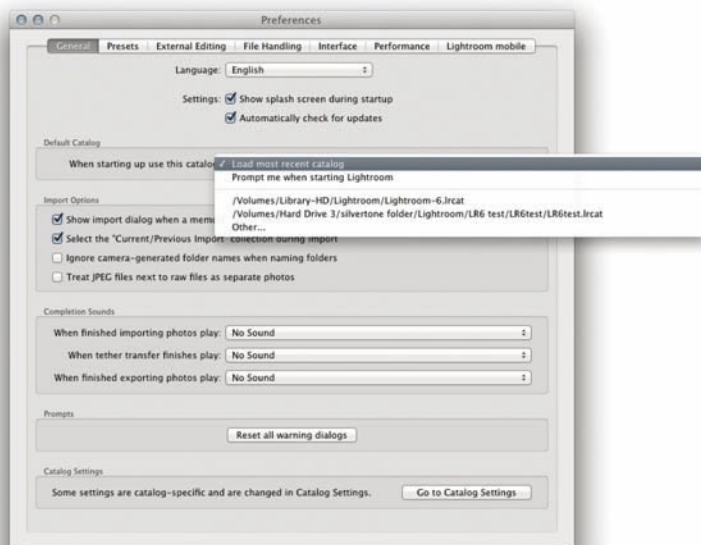 Preferences
General Presets External Editing File Handling Interface Performance Lightroom mobile
Language: English
Settings: Show splash screen during startup
Automatically check for updates
Default Catalog
When starting up use this catalog
✓ Load most recent catalog
Prompt me when starting Lightroom
/Volumes/Library-HD/Lightroom/Lightroom-6.lrcat
/Volumes/Hard Drive 3/silvertone folder/Lightroom/LR6 test/LR6test/LR6test.lrcat
Other...
Import Options
Show import dialog when a mem
Select the "Current/Previous Import" collection during import
Ignore camera-generated folder names when naming folders
Treat JPEG files next to raw files as separate photos
Completion Sounds
When finished importing photos play: No Sound
When tether transfer finishes play: No Sound
When finished exporting photos play: No Sound
Prompts
Reset all warning dialogs
Catalog Settings
Some settings are catalog-specific and are changed in Catalog Settings. Go to Catalog Settings